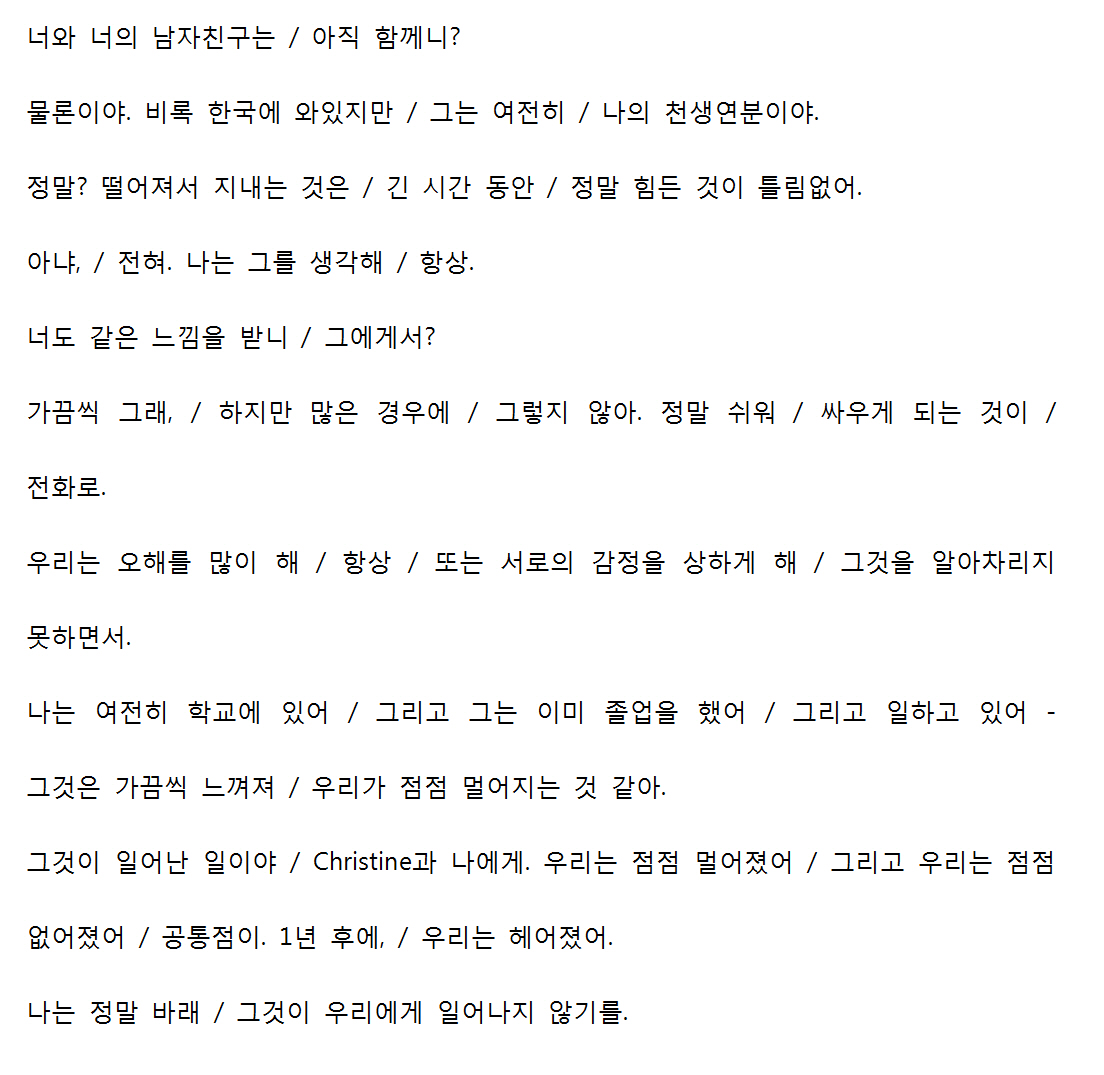 너와 너의 남자친구는 / 아직 함께니?
물론이야. 비록 한국에 와있지만 / 그는 여전히 / 나의 천생연분이야.
정말? 떨어져서 지내는 것은 / 긴 시간 동안 / 정말 힘든 것이 틀림없어.
아냐, / 전혀. 나는 그를 생각해 / 항상.
너도 같은 느낌을 받니 / 그에게서?
가끔씩 그래, / 하지만 많은 경우에 / 그렇지 않아. 정말 쉬워 / 싸우게 되는 것이 /
전화로.
우리는 오해를 많이 해 / 항상 / 또는 서로의 감정을 상하게 해 / 그것을 알아차리지
못하면서.
나는 여전히 학교에 있어 / 그리고 그는 이미 졸업을 했어 / 그리고 일하고 있어 -
그것은 가끔씩 느껴져 / 우리가 점점 멀어지는 것 같아.
그것이 일어난 일이야 / Christine과 나에게. 우리는 점점 멀어졌어 / 그리고 우리는 점점
없어졌어 / 공통점이. 1년 후에, / 우리는 헤어졌어.
나는 정말 바래 / 그것이 우리에게 일어나지 않기를.